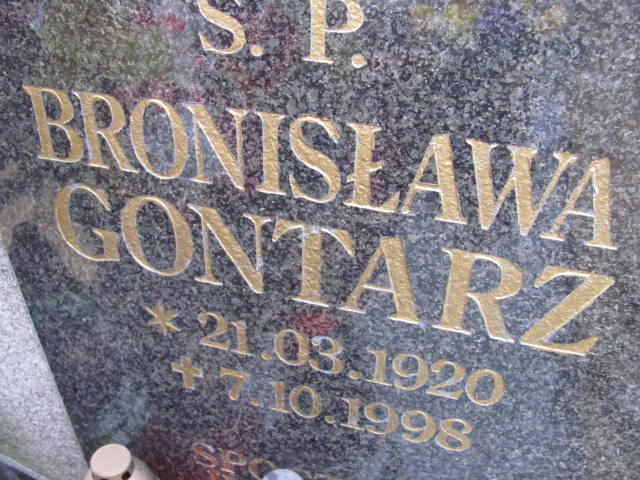 Ś. P.
BRONISŁAWA
GONTARZ
* 21.03.1920
+ 7.10.1998